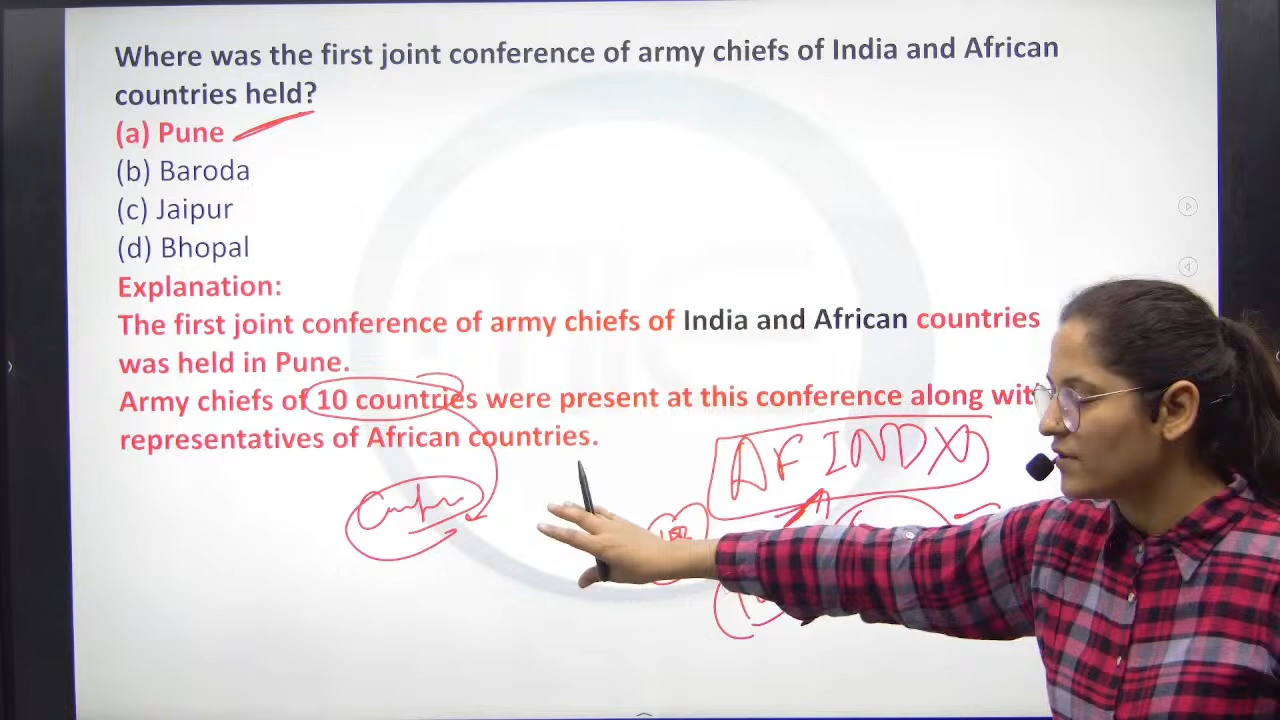 Where was the first joint conference of army chiefs of India and African
countries held?
(a) Pune
(b) Baroda
(c) Jaipur
(d) Bhopal
Explanation:
The first joint conference of army chiefs of India and African countries
was held in Pune.
Army chiefs of 10 countries were present at this conference along
representatives of African countries.
AF INDX